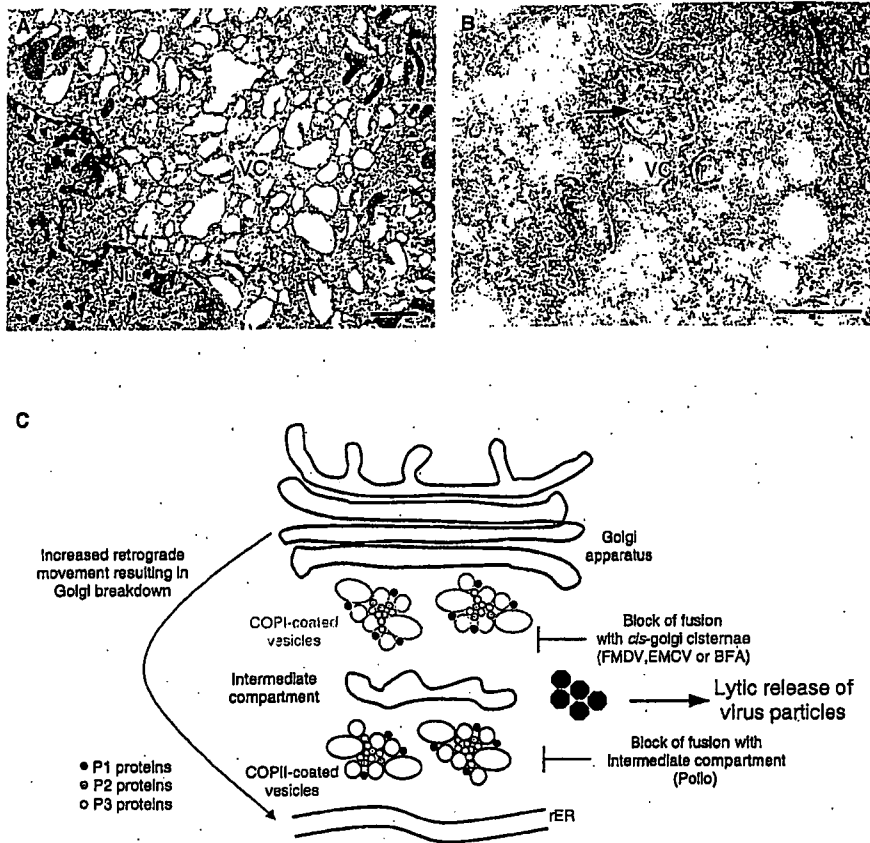 A
B
NU
VC
VC
NU
C
Increased retrograde
movement resulting in
Golgi breakdown
Golgi
apparatus
COPI-coated
vesicles
Block of fusion
with cis-golgi cisternae
(FMDV,EMCV or BFA)
Intermediate
compartment
Lytic release of
virus particles
COPII-coated
vesicles
Block of fusion with
Intermediate compartment
(Polio)
P1 proteins
P2 proteins
P3 proteins
rER